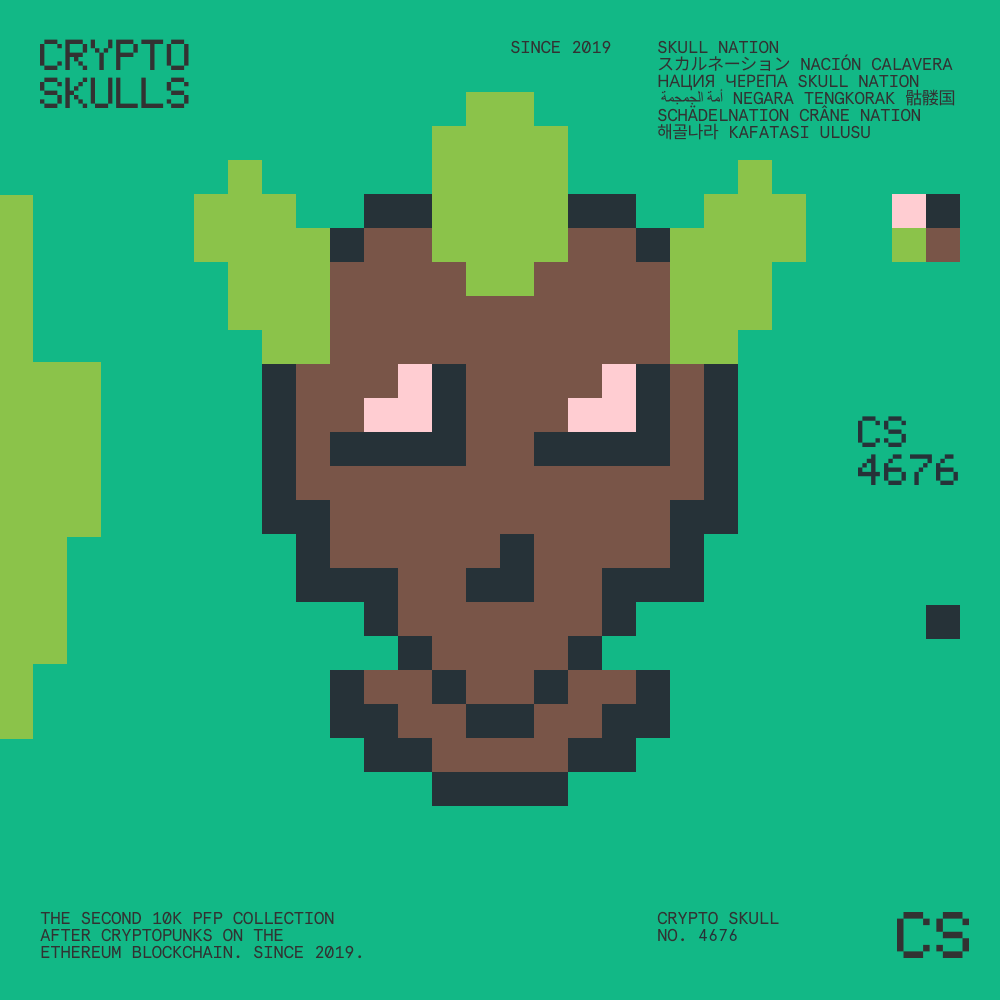 CRYPTO
SKULLS
SINCE 2019
SKULL NATION
スカルネーション NACIÓN CALAVERA
НАЦИЯ ЧЕРЕПА SKULL NATION
أمة الجمجمة NEGARA TENGKORAK 骷髅国
SCHÄDELNATION CRÂNE NATION
해골나라 KAFATASI ULUSU
CS
4676
THE SECOND 10K PFP COLLECTION
AFTER CRYPTOPUNKS ON THE
ETHEREUM BLOCKCHAIN. SINCE 2019.
CRYPTO SKULL
NO. 4676
CS